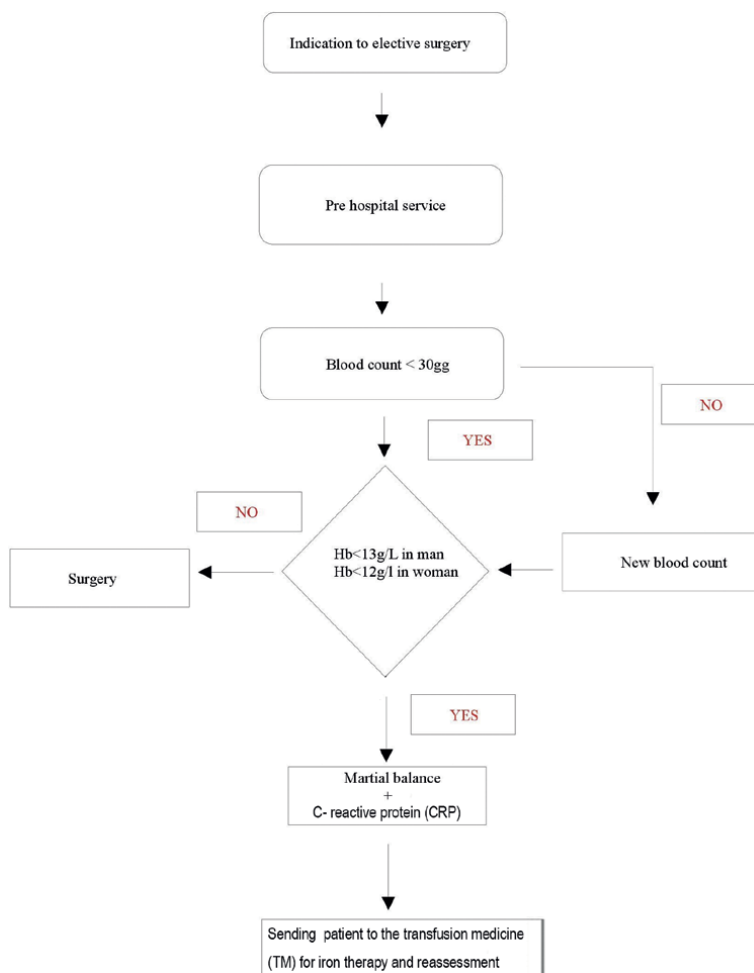 Indication to elective surgery
Pre hospital service
Blood count < 30gg
NO
YES
NO
Hb<13g/L in man
Hb<12g/l in woman
Surgery
New blood count
YES
Martial balance
+
C- reactive protein (CRP)
Sending patient to the transfusion medicine
(TM) for iron therapy and reassessment